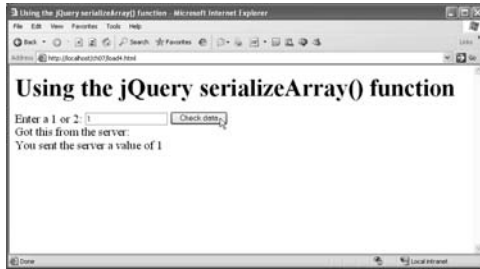 Using the jQuery serializeArray() function - Microsoft Internet Explorer
File Edit View Favorites Tools Help
Back Search Favorites
Address http://localhost/ch07/load4.html Go
Using the jQuery serializeArray() function
Enter a 1 or 2: 1 Check data
Got this from the server:
You sent the server a value of 1
Done Local intranet